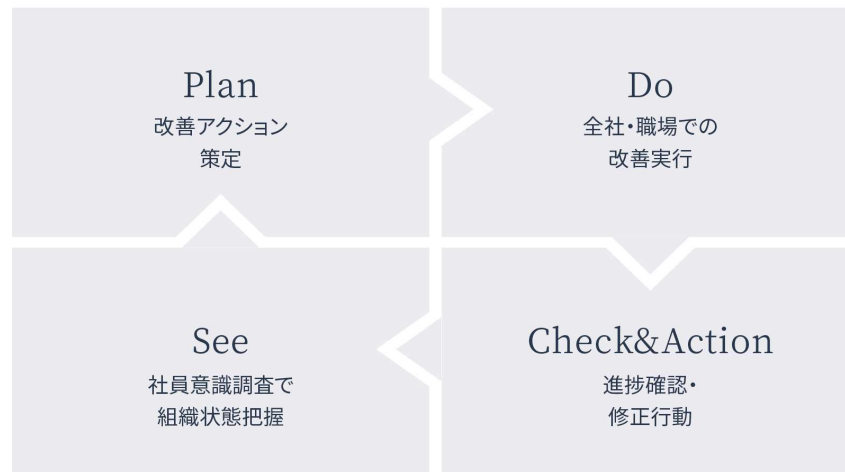 Plan
改善アクション
策定
Do
全社・職場での
改善実行
See
社員意識調査で
組織状態把握
Check&Action
進捗確認・
修正行動